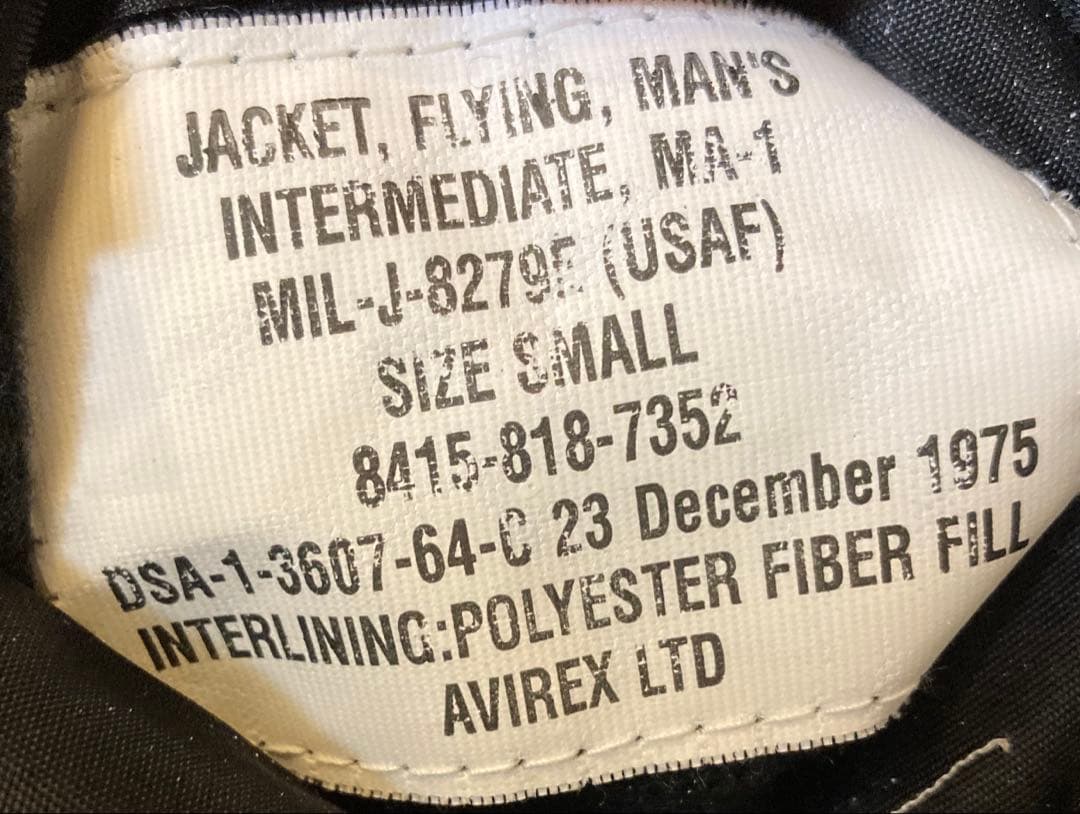 JACKET, FLYING, MAN'S
INTERMEDIATE, MA-1
MIL-J-8279E (USAF)
SIZE SMALL
8415-818-7352
DSA-1-3607-64-C 23 December 1975
INTERLINING:POLYESTER FIBER FILL
AVIREX LTD